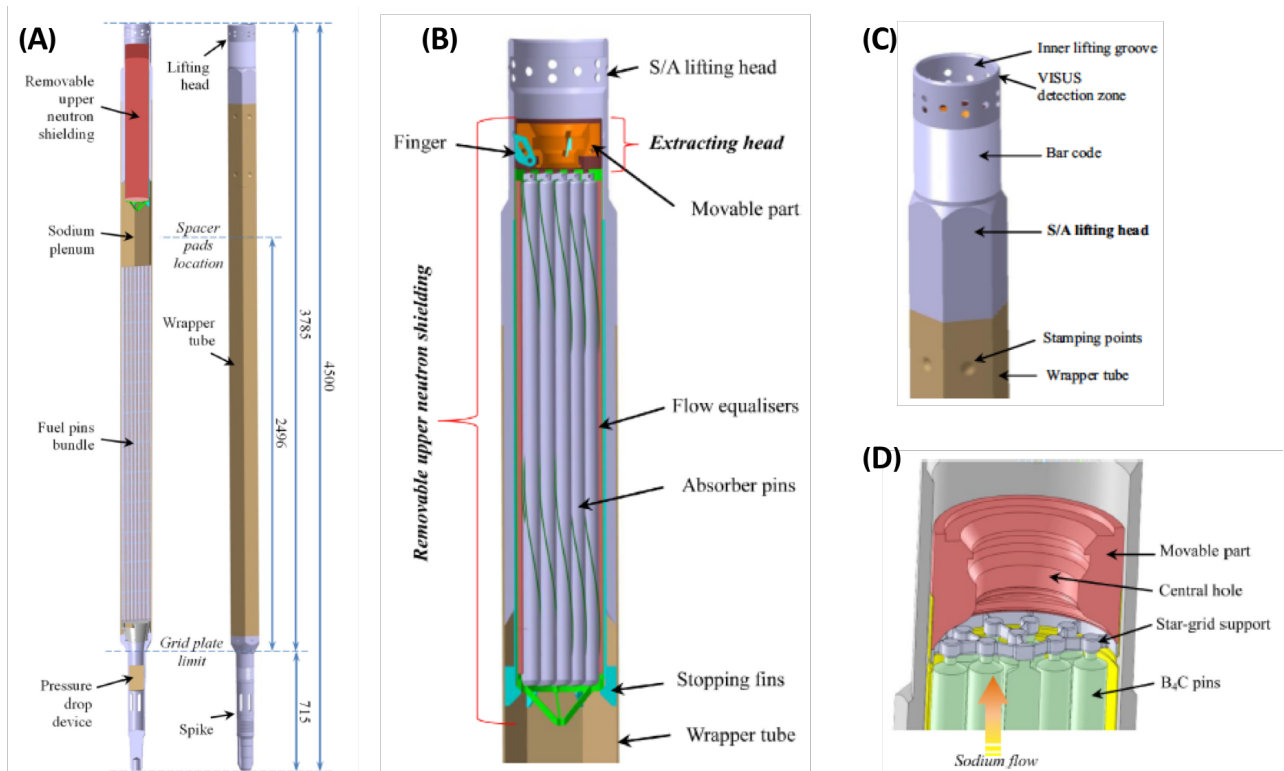 (A)
Removable
upper
neutron
shielding
Sodium
plenum
Fuel pins
bundle
Pressure
drop
device
Lifting
head
Spacer
pads
location
Wrapper
tube
Grid plate
limit
Spike
2496
3785
4500
715
(B)
S/A lifting head
Finger
Extracting head
Movable part
Removable upper neutron shielding
Flow equalisers
Absorber pins
Stopping fins
Wrapper tube
(C)
Inner lifting groove
VISUS
detection zone
Bar code
S/A lifting head
Stamping points
Wrapper tube
(D)
Movable part
Central hole
Star-grid support
B₄C pins
Sodium flow